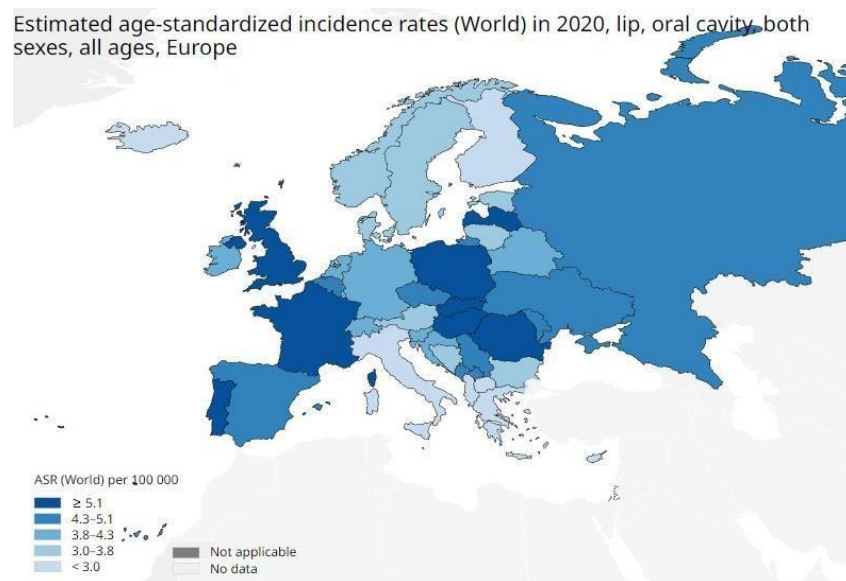 Estimated age-standardized incidence rates (World) in 2020, lip, oral cavity, both
sexes, all ages, Europe
ASR (World) per 100 000
≥ 5.1
4.3–5.1
3.8–4.3
3.0–3.8
< 3.0
Not applicable
No data